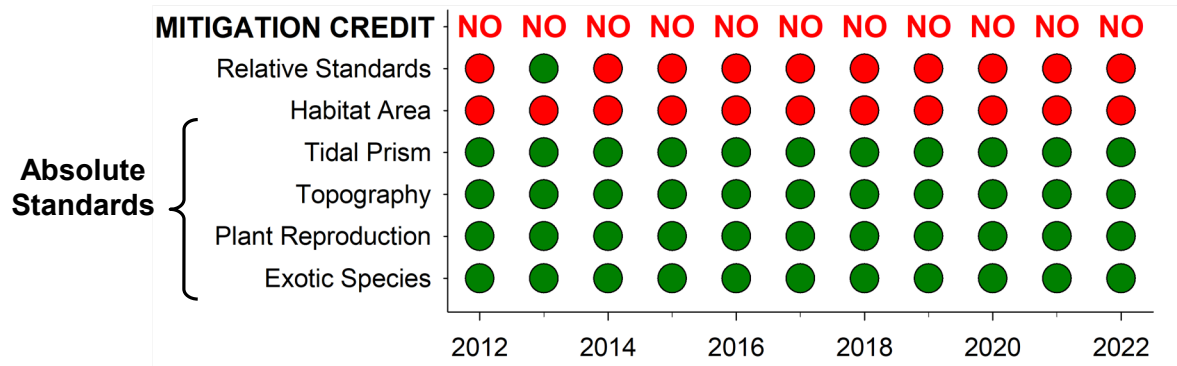 MITIGATION CREDIT NO NO NO NO NO NO NO NO NO NO NO
Relative Standards
Habitat Area
Tidal Prism
Topography
Plant Reproduction
Exotic Species
Absolute
Standards
2012 2014 2016 2018 2020 2022